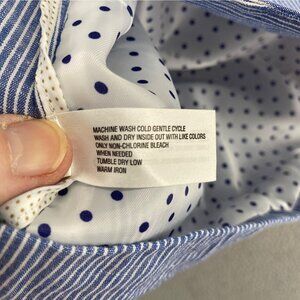 MACHINE WASH COLD GENTLE CYCLE
WASH AND DRY INSIDE OUT WITH LIKE COLORS
ONLY NON-CHLORINE BLEACH
WHEN NEEDED
TUMBLE DRY LOW
WARM IRON